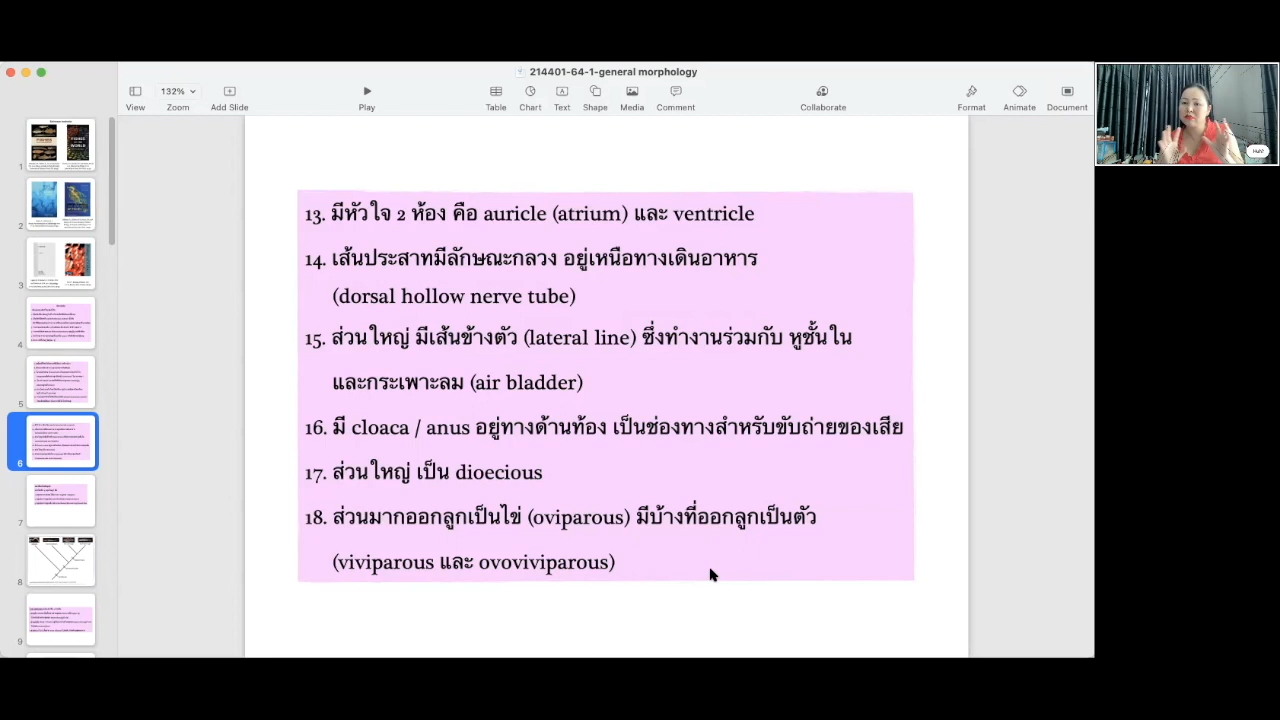 214401-64-1-general morphology
132%
View
Zoom
Add Slide
Play
Table
Chart
Text
Shape
Media
Comment
Collaborate
Format
Animate
Document
Huh?
13. มีหัวใจ 2 ห้อง คือ auricle (atrium) และ ventricle
14. เส้นประสาทมีลักษณะกลวง อยู่เหนือทางเดินอาหาร
(dorsal hollow nerve tube)
15. ส่วนใหญ่ มีเส้นข้างตัว (lateral line) ซึ่งทำงานร่วมกับ หูชั้นใน
และกระเพาะลม (air bladder)
16. มี cloaca / anus อยู่ทางด้านท้อง เป็นช่องทางสำหรับขับถ่ายของเสีย
17. ส่วนใหญ่ เป็น dioecious
18. ส่วนมากออกลูกเป็นไข่ (oviparous) มีบ้างที่ออกลูกเป็นตัว
(viviparous และ ovoviviparous)
1
2
3
4
5
6
7
8
9